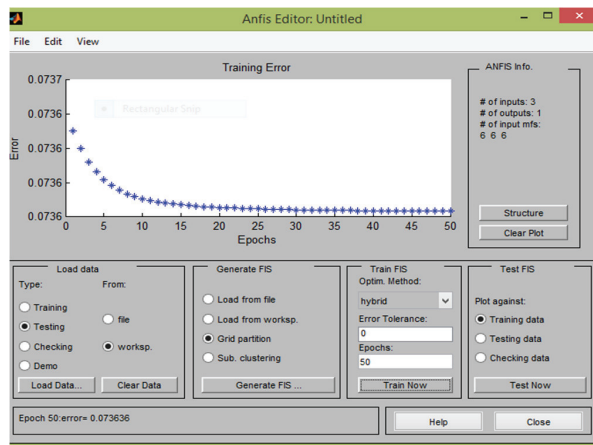 Anfis Editor: Untitled
File Edit View
Training Error
0.0737
0.0736
0.0736
0.0736
0.0736
Error
0 5 10 15 20 25 30 35 40 45 50
Epochs
Rectangular Snip
ANFIS Info.
# of inputs: 3
# of outputs: 1
# of input mfs:
6 6 6
Structure
Clear Plot
Load data
Type: From:
Training
Testing
Checking
Demo
file
worksp.
Load Data... Clear Data
Generate FIS
Load from file
Load from worksp.
Grid partition
Sub. clustering
Generate FIS ...
Train FIS
Optim. Method:
hybrid
Error Tolerance:
0
Epochs:
50
Train Now
Test FIS
Plot against:
Training data
Testing data
Checking data
Test Now
Epoch 50:error= 0.073636
Help
Close